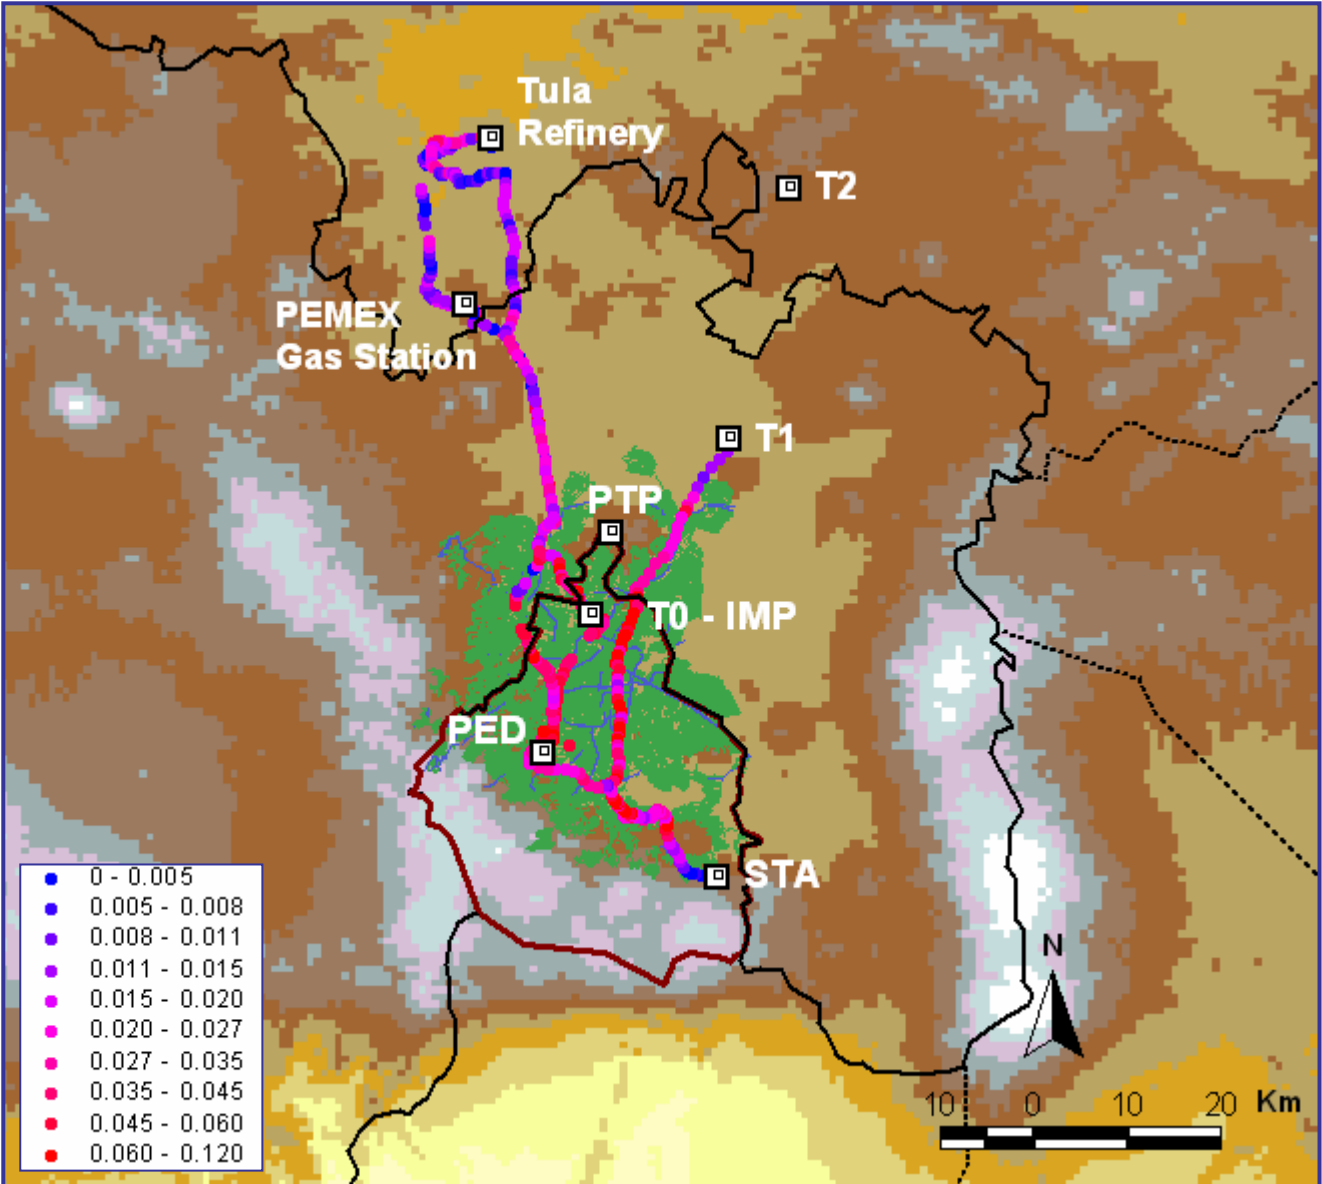 Tula
Refinery
T2
PEMEX
Gas Station
T1
PTP
T0 - IMP
PED
STA
0 - 0.005
0.005 - 0.008
0.008 - 0.011
0.011 - 0.015
0.015 - 0.020
0.020 - 0.027
0.027 - 0.035
0.035 - 0.045
0.045 - 0.060
0.060 - 0.120
N
10 0 10 20 Km